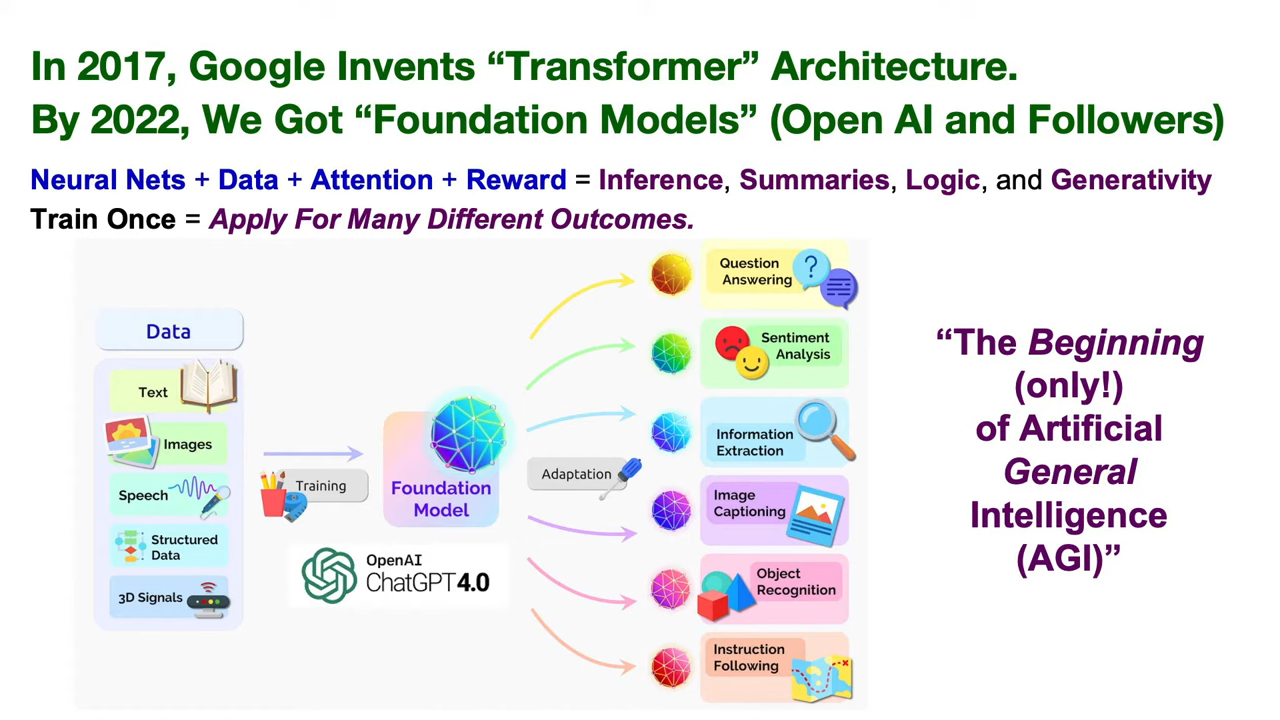 In 2017, Google Invents “Transformer” Architecture.
By 2022, We Got “Foundation Models” (Open AI and Followers)
Neural Nets + Data + Attention + Reward = Inference, Summaries, Logic, and Generativity
Train Once = Apply For Many Different Outcomes.
Data
Text
Images
Speech
Structured
Data
3D Signals
Training
Foundation
Model
OpenAI
ChatGPT4.0
Adaptation
Question
Answering
?
Sentiment
Analysis
Information
Extraction
Image
Captioning
Object
Recognition
Instruction
Following
“The Beginning
(only!)
of Artificial
General
Intelligence
(AGI)”